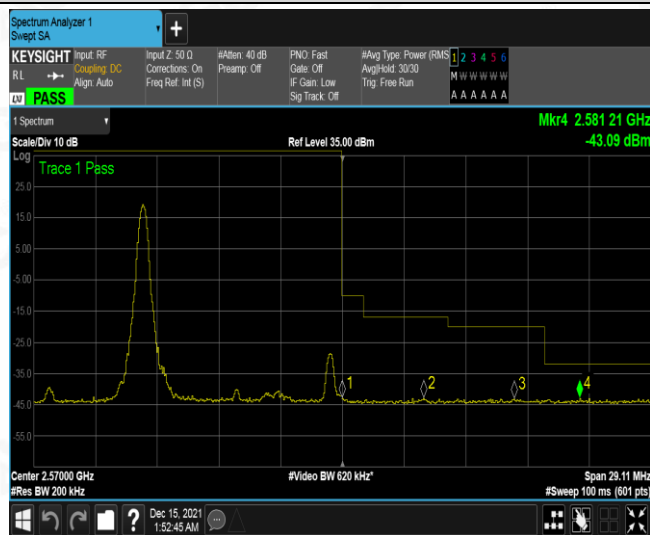 Spectrum Analyzer 1
Swept SA
+
KEYSIGHT
RL
LXI PASS
Input: RF
Coupling: DC
Align: Auto
Input Z: 50 Ω
Corrections: On
Freq Ref: Int (S)
#Atten: 40 dB
Preamp: Off
PNO: Fast
Gate: Off
IF Gain: Low
Sig Track: Off
#Avg Type: Power (RMS
Avg|Hold: 30/30
Trig: Free Run
1 2 3 4 5 6
M W W W W W
A A A A A A
1 Spectrum
Scale/Div 10 dB
Ref Level 35.00 dBm
Mkr4 2.581 21 GHz
-43.09 dBm
Log
Trace 1 Pass
25.0
15.0
5.00
-5.00
-15.0
-25.0
-35.0
-45.0
-55.0
1
2
3
4
Center 2.57000 GHz
#Video BW 620 kHz*
Span 29.11 MHz
#Res BW 200 kHz
#Sweep 100 ms (601 pts)
?
Dec 15, 2021
1:52:45 AM